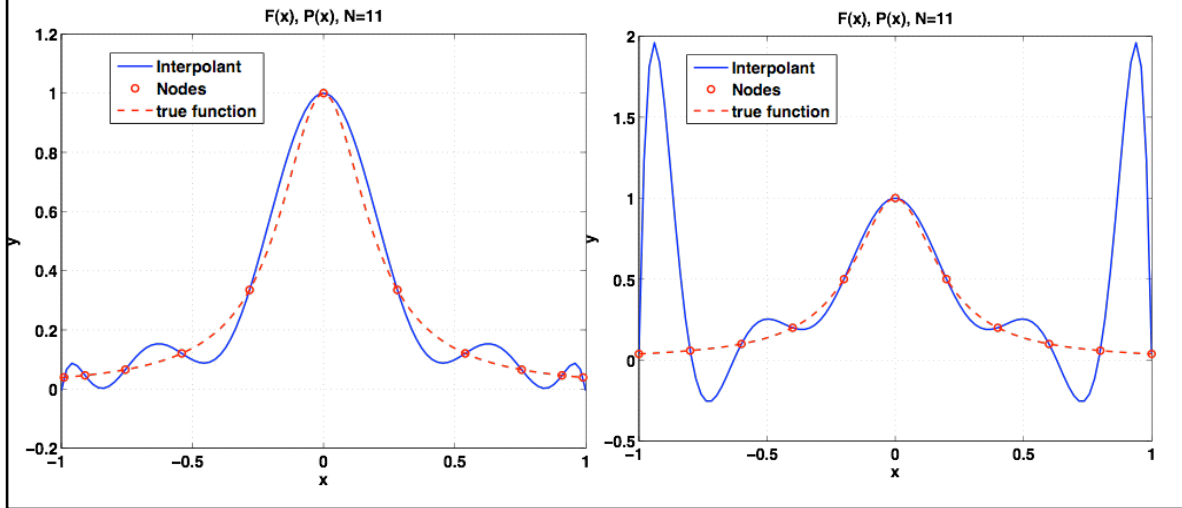 F(x), P(x), N=11
1.2
1
0.8
0.6
0.4
0.2
0
−0.2
y
−1
−0.5
0
0.5
1
x
Interpolant
Nodes
true function
F(x), P(x), N=11
2
1.5
1
0.5
0
−0.5
y
−1
−0.5
0
0.5
1
x
Interpolant
Nodes
true function